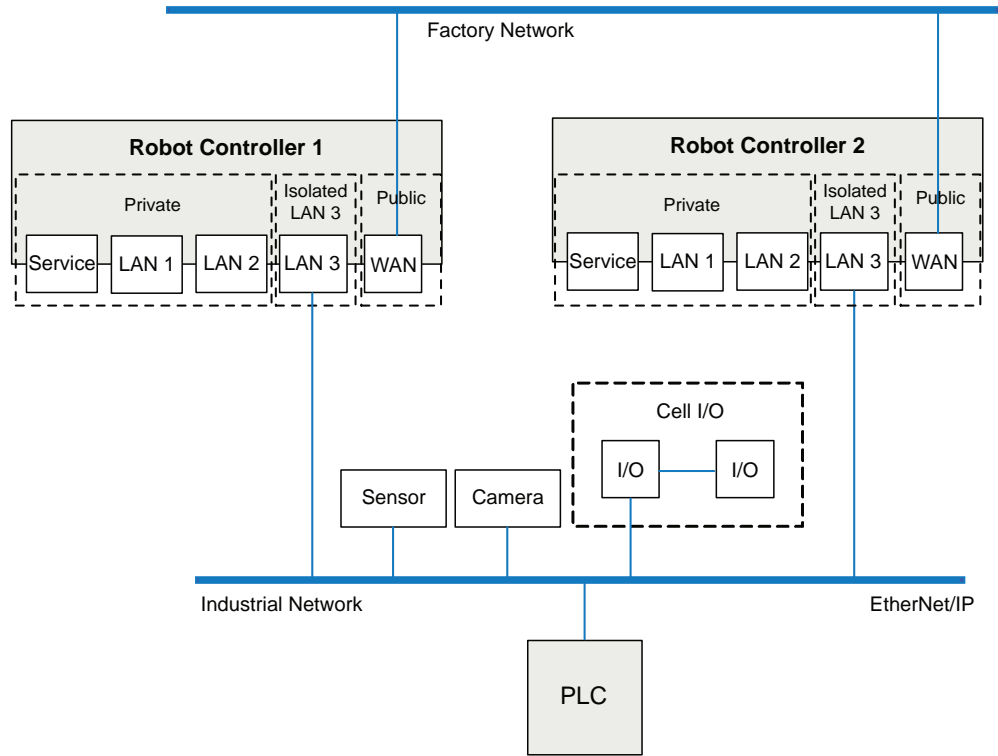 Factory Network
Robot Controller 1
Private
Isolated
LAN 3
Public
Service
LAN 1
LAN 2
LAN 3
WAN
Robot Controller 2
Private
Isolated
LAN 3
Public
Service
LAN 1
LAN 2
LAN 3
WAN
Cell I/O
I/O
I/O
Sensor
Camera
Industrial Network
EtherNet/IP
PLC